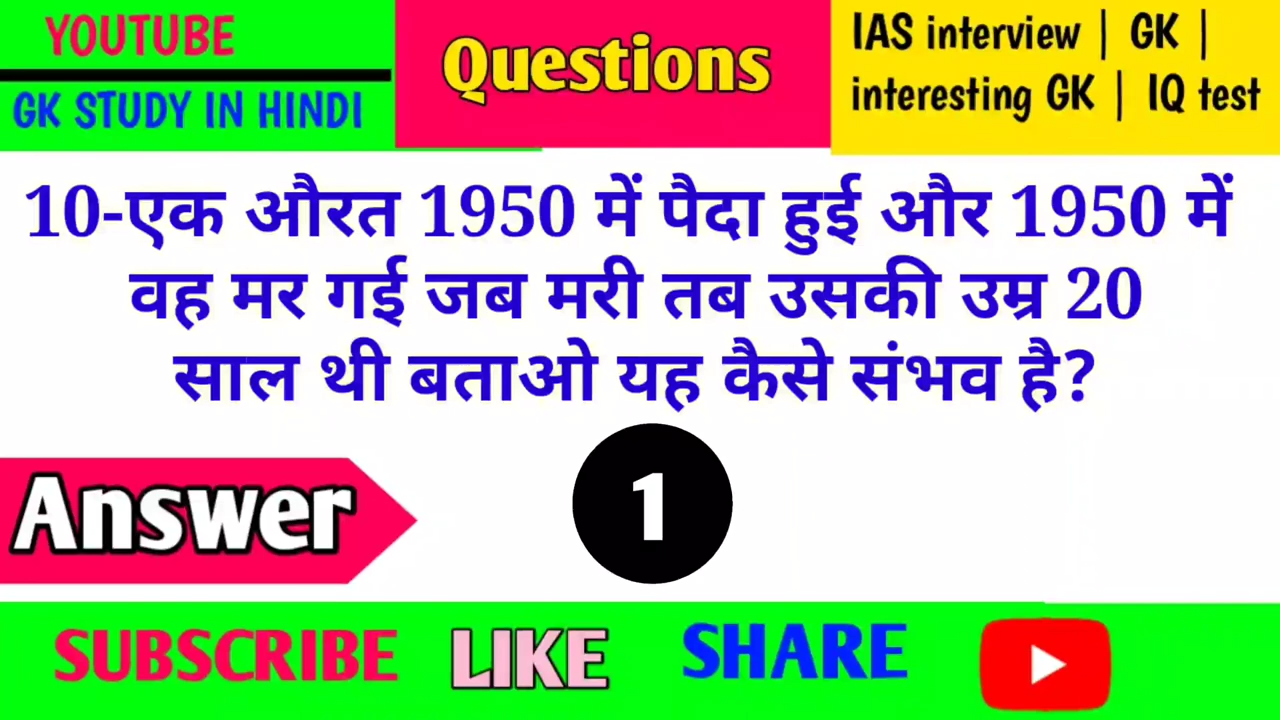 YOUTUBE
GK STUDY IN HINDI
Questions
IAS interview | GK |
interesting GK | IQ test
10-एक औरत 1950 में पैदा हुई और 1950 में
वह मर गई जब मरी तब उसकी उम्र 20
साल थी बताओ यह कैसे संभव है?
Answer
1
SUBSCRIBE LIKE SHARE